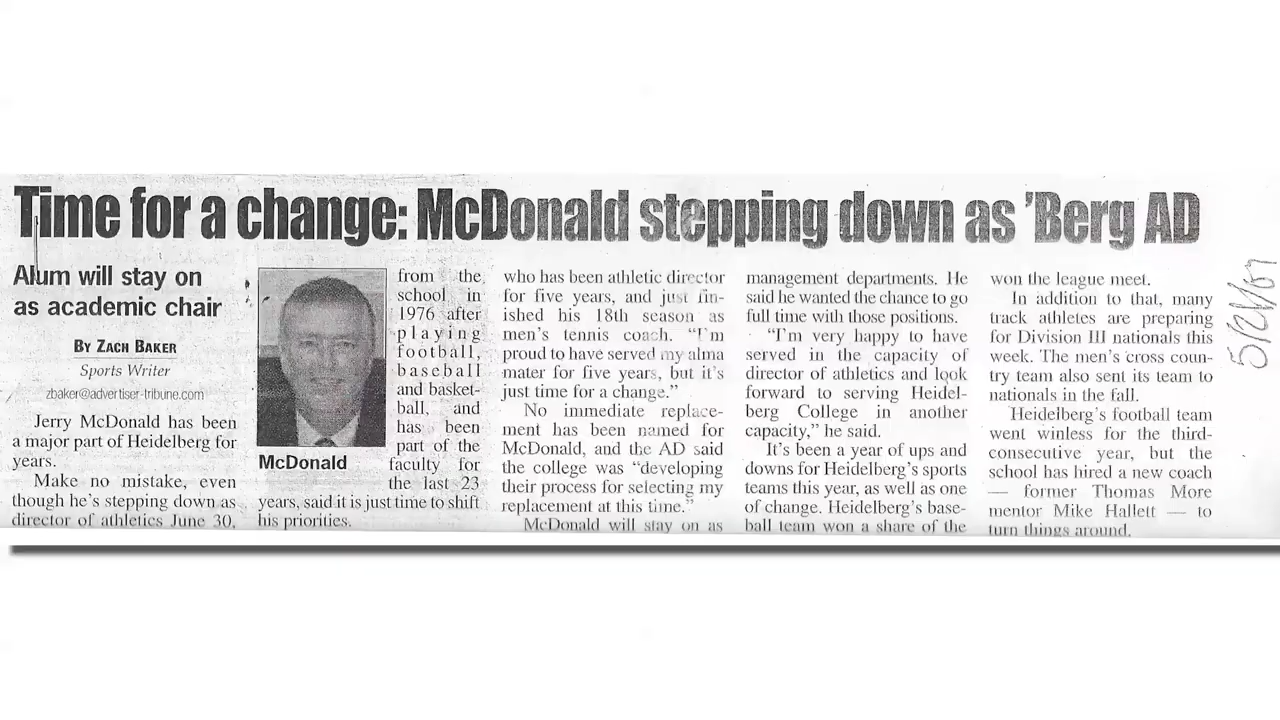 Time for a change: McDonald stepping down as 'Berg AD
Alum will stay on
as academic chair
BY ZACH BAKER
Sports Writer
zbaker@advertiser-tribune.com
Jerry McDonald has been
a major part of Heidelberg for
years.
Make no mistake, even
though he's stepping down as
director of athletics June 30,
McDonald
from the
school in
1976 after
playing
football,
baseball
and basket-
ball, and
has been
part of the
faculty for
the last 23
years, said it is just time to shift
his priorities.
who has been athletic director
for five years, and just fin-
ished his 18th season as
men's tennis coach. "I'm
proud to have served my alma
mater for five years, but it's
just time for a change."
No immediate replace-
ment has been named for
McDonald, and the AD said
the college was "developing
their process for selecting my
replacement at this time."
McDonald will stay on as
management departments. He
said he wanted the chance to go
full time with those positions.
"I'm very happy to have
served in the capacity of
director of athletics and look
forward to serving Heidel-
berg College in another
capacity," he said.
It's been a year of ups and
downs for Heidelberg's sports
teams this year, as well as one
of change. Heidelberg's base-
ball team won a share of the
won the league meet.
In addition to that, many
track athletes are preparing
for Division III nationals this
week. The men's cross coun-
try team also sent its team to
nationals in the fall.
Heidelberg's football team
went winless for the third-
consecutive year, but the
school has hired a new coach
— former Thomas More
mentor Mike Hallett — to
turn things around.